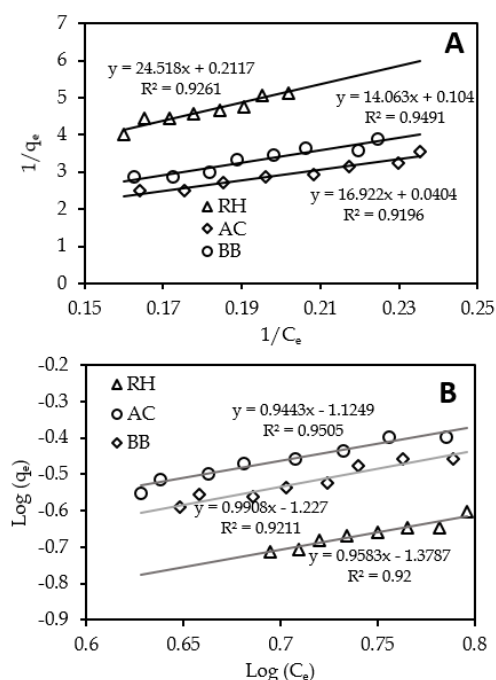 A
y = 24.518x + 0.2117
R² = 0.9261
y = 14.063x + 0.104
R² = 0.9491
y = 16.922x + 0.0404
R² = 0.9196
RH
AC
BB
7
6
5
4
3
2
1
0
1/qₑ
0.15 0.17 0.19 0.21 0.23 0.25
1/Cₑ
B
RH
AC
BB
y = 0.9443x - 1.1249
R² = 0.9505
y = 0.9908x - 1.227
R² = 0.9211
y = 0.9583x - 1.3787
R² = 0.92
-0.2
-0.3
-0.4
-0.5
-0.6
-0.7
-0.8
-0.9
Log (qₑ)
0.6 0.65 0.7 0.75 0.8
Log (Cₑ)